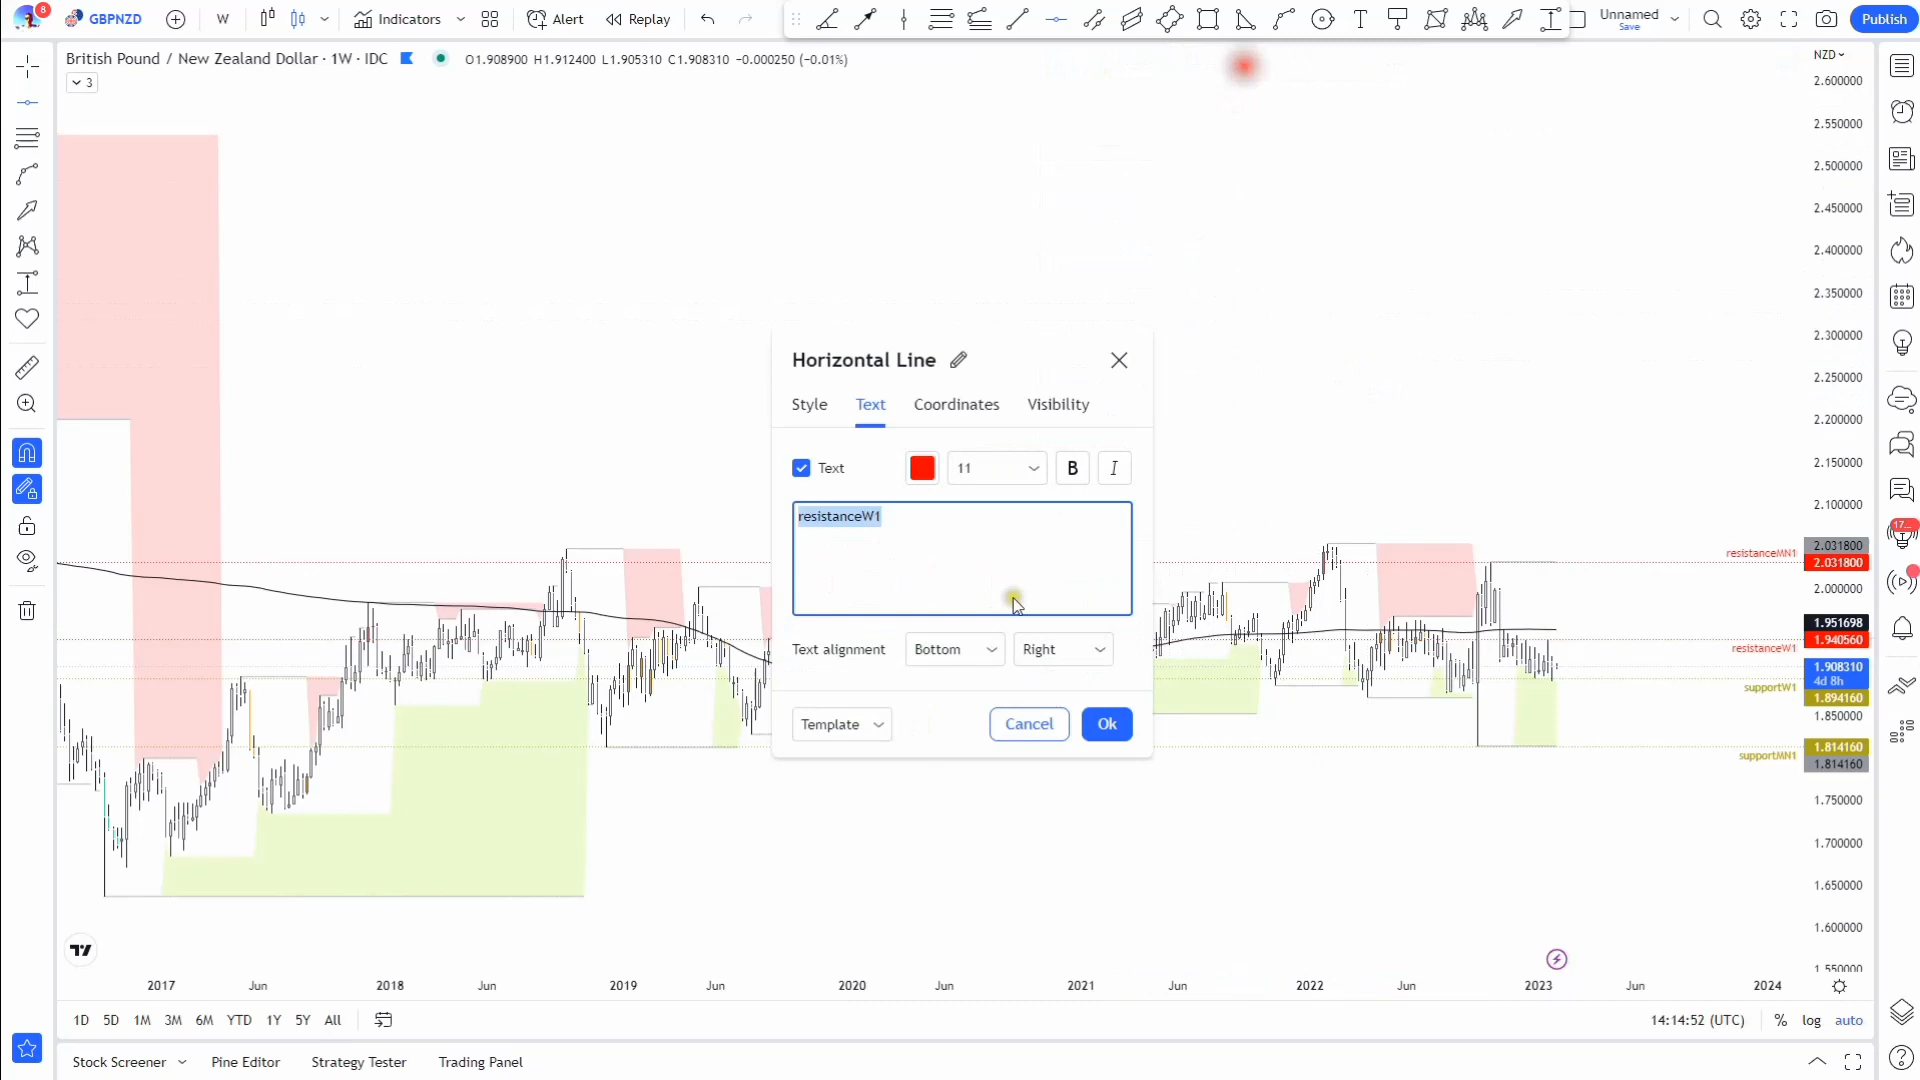 8
GBPNZD
W
Indicators
Alert
Replay
Unnamed
Save
Publish
British Pound / New Zealand Dollar · 1W · IDC
O1.908900 H1.912400 L1.905310 C1.908310 −0.000250 (−0.01%)
3
NZD
2.600000
2.550000
2.500000
2.450000
2.400000
2.350000
2.300000
2.250000
2.200000
2.150000
2.100000
Horizontal Line
Style
Text
Coordinates
Visibility
Text
11
B
I
resistanceW1
Text alignment
Bottom
Right
Template
Cancel
Ok
17...
2.031800
resistanceMN1
2.031800
2.000000
1.951698
1.940560
resistanceW1
1.908310
4d 8h
supportW1
1.894160
1.850000
1.814160
supportMN1
1.814160
1.750000
1.700000
1.650000
1.600000
1.550000
2017
Jun
2018
Jun
2019
Jun
2020
Jun
2021
Jun
2022
Jun
2023
Jun
2024
1D 5D 1M 3M 6M YTD 1Y 5Y All
14:14:52 (UTC)
%
log
auto
Stock Screener
Pine Editor
Strategy Tester
Trading Panel